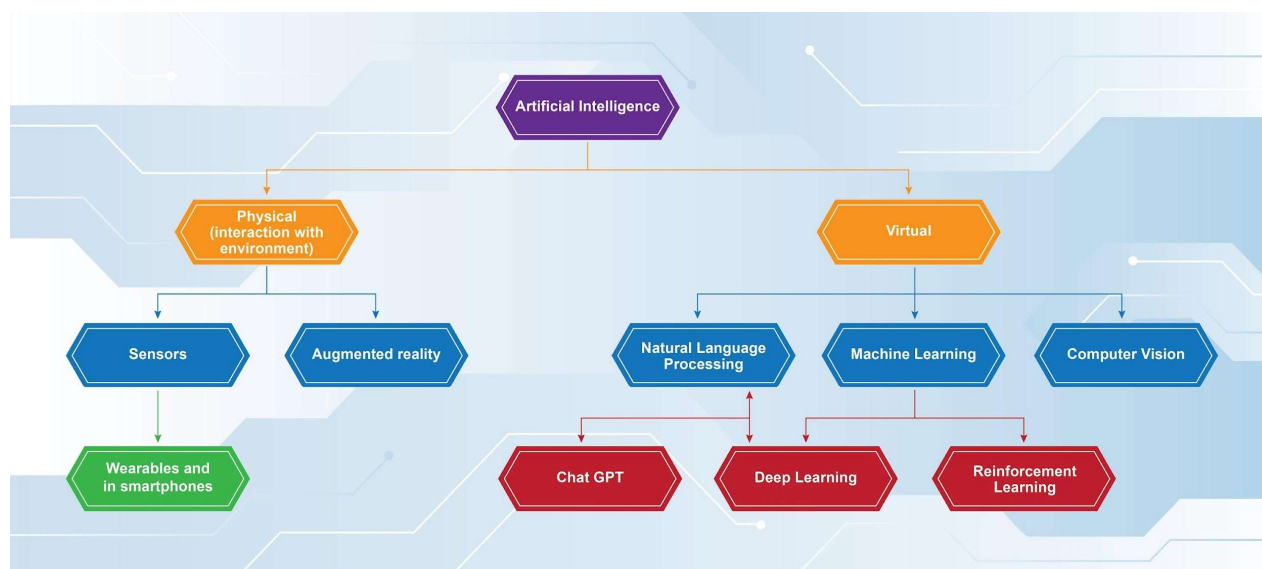 Artificial Intelligence
Physical
(interaction with
environment)
Virtual
Sensors
Augmented reality
Natural Language
Processing
Machine Learning
Computer Vision
Wearables and
in smartphones
Chat GPT
Deep Learning
Reinforcement
Learning